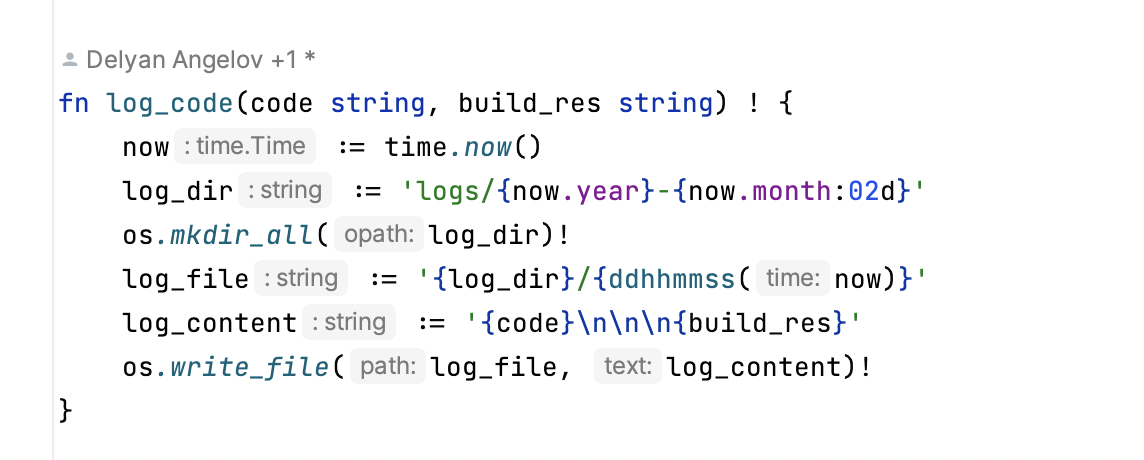 Delyan Angelov +1 *
fn log_code(code string, build_res string) ! {
    now : time.Time := time.now()
    log_dir : string := 'logs/{now.year}-{now.month:02d}'
    os.mkdir_all( opath: log_dir)!
    log_file : string := '{log_dir}/{ddhhmmss( time: now)}'
    log_content : string := '{code}\n\n\n{build_res}'
    os.write_file( path: log_file, text: log_content)!
}